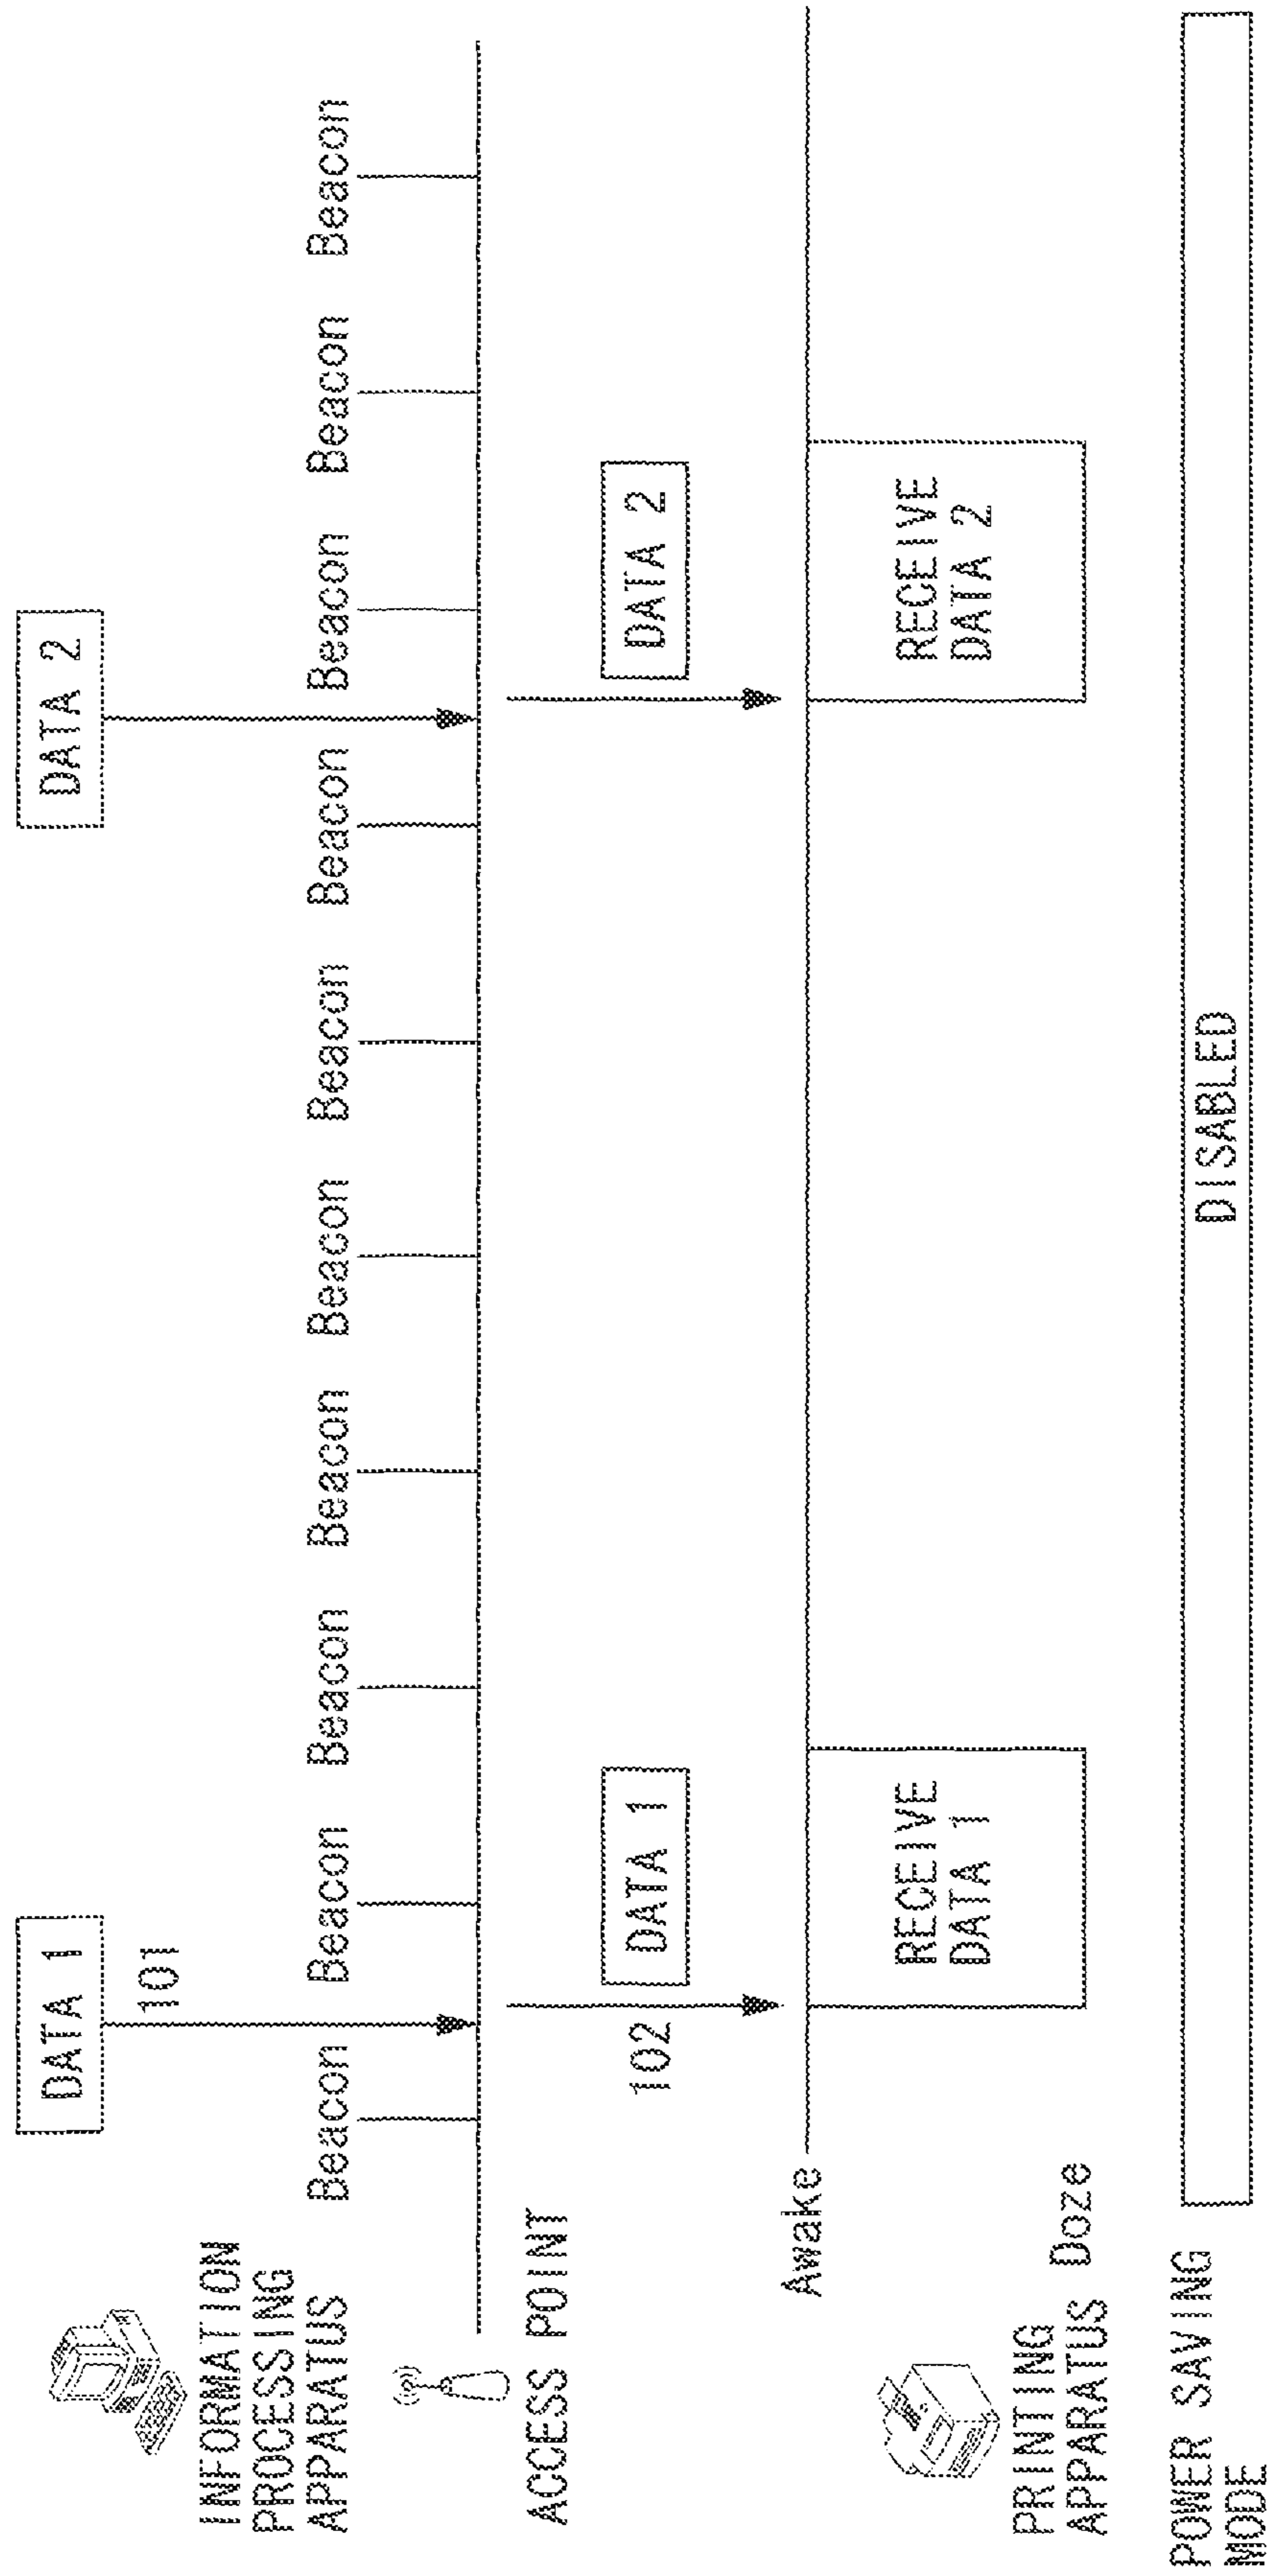 DATA 1
101
DATA 2
INFORMATION
PROCESSING
APPARATUS
Beacon
Beacon
Beacon
Beacon
Beacon
Beacon
Beacon
Beacon
Beacon
Beacon
ACCESS POINT
102
DATA 1
DATA 2
Awake
RECEIVE
DATA 1
RECEIVE
DATA 2
PRINTING
APPARATUS
Doze
POWER SAVING
MODE
DISABLED